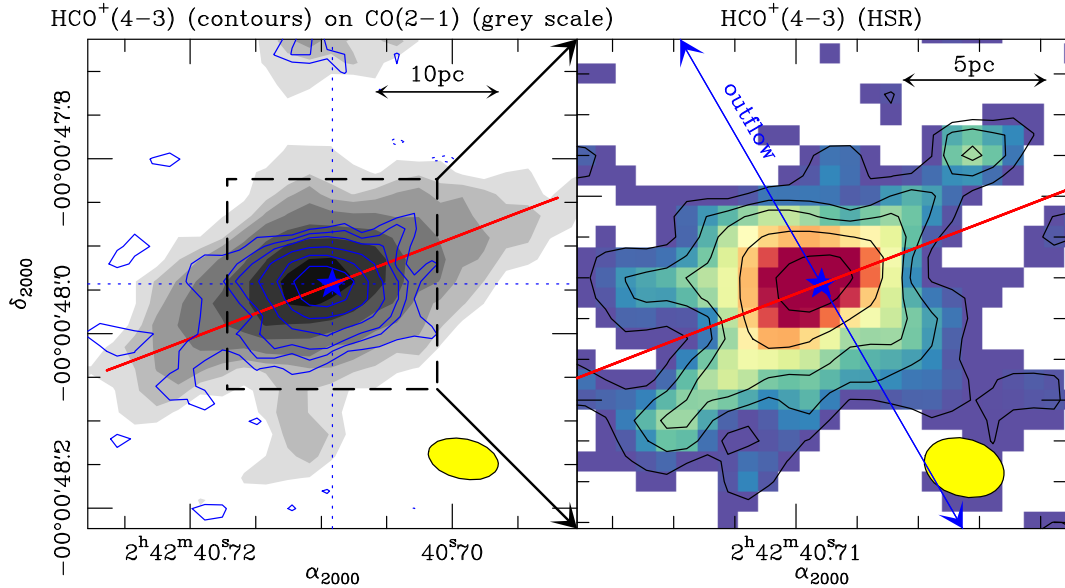 HCO⁺(4−3) (contours) on CO(2−1) (grey scale)
HCO⁺(4−3) (HSR)
10pc
5pc
outflow
δ₂₀₀₀
−00°00′47″.8
−00°00′48″.0
−00°00′48″.2
2ʰ42ᵐ40.ˢ72
40.ˢ70
α₂₀₀₀
2ʰ42ᵐ40.ˢ71
α₂₀₀₀